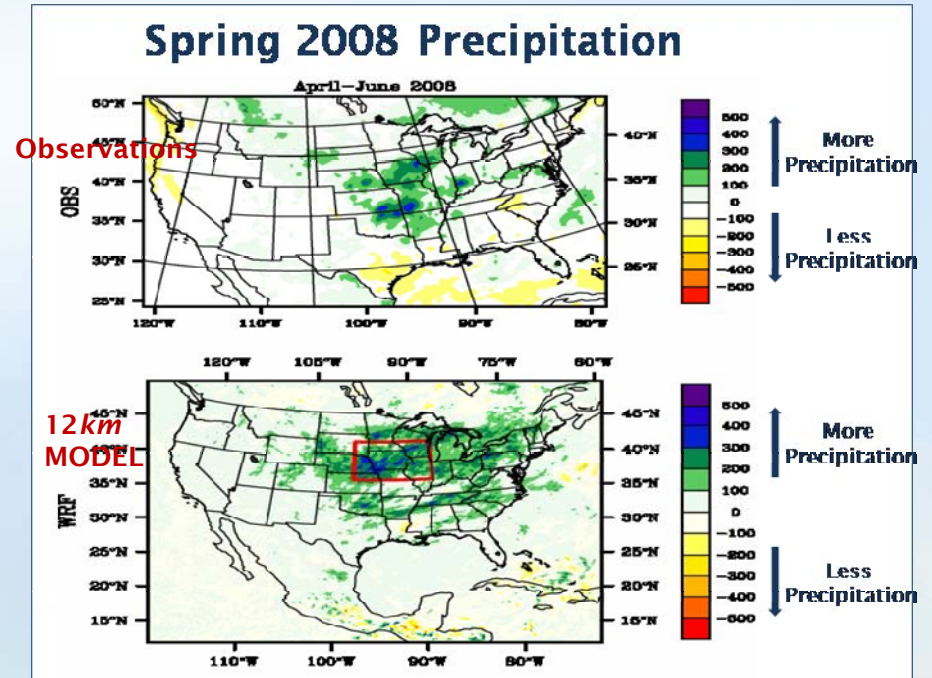 Spring 2008 Precipitation
April-June 2008
Observations
OBS
50°N
45°N
40°N
35°N
30°N
25°N
40°N
35°N
30°N
25°N
120°W 110°W 100°W 90°W 80°W
500
400
300
200
100
0
-100
-200
-300
-400
-500
More
Precipitation
Less
Precipitation
120°W 105°W 90°W 75°W 60°W
12km
MODEL
WRF
45°N
40°N
35°N
30°N
25°N
20°N
15°N
45°N
40°N
35°N
30°N
25°N
20°N
15°N
110°W 100°W 90°W 80°W
500
400
300
200
100
0
-100
-200
-300
-400
-500
More
Precipitation
Less
Precipitation